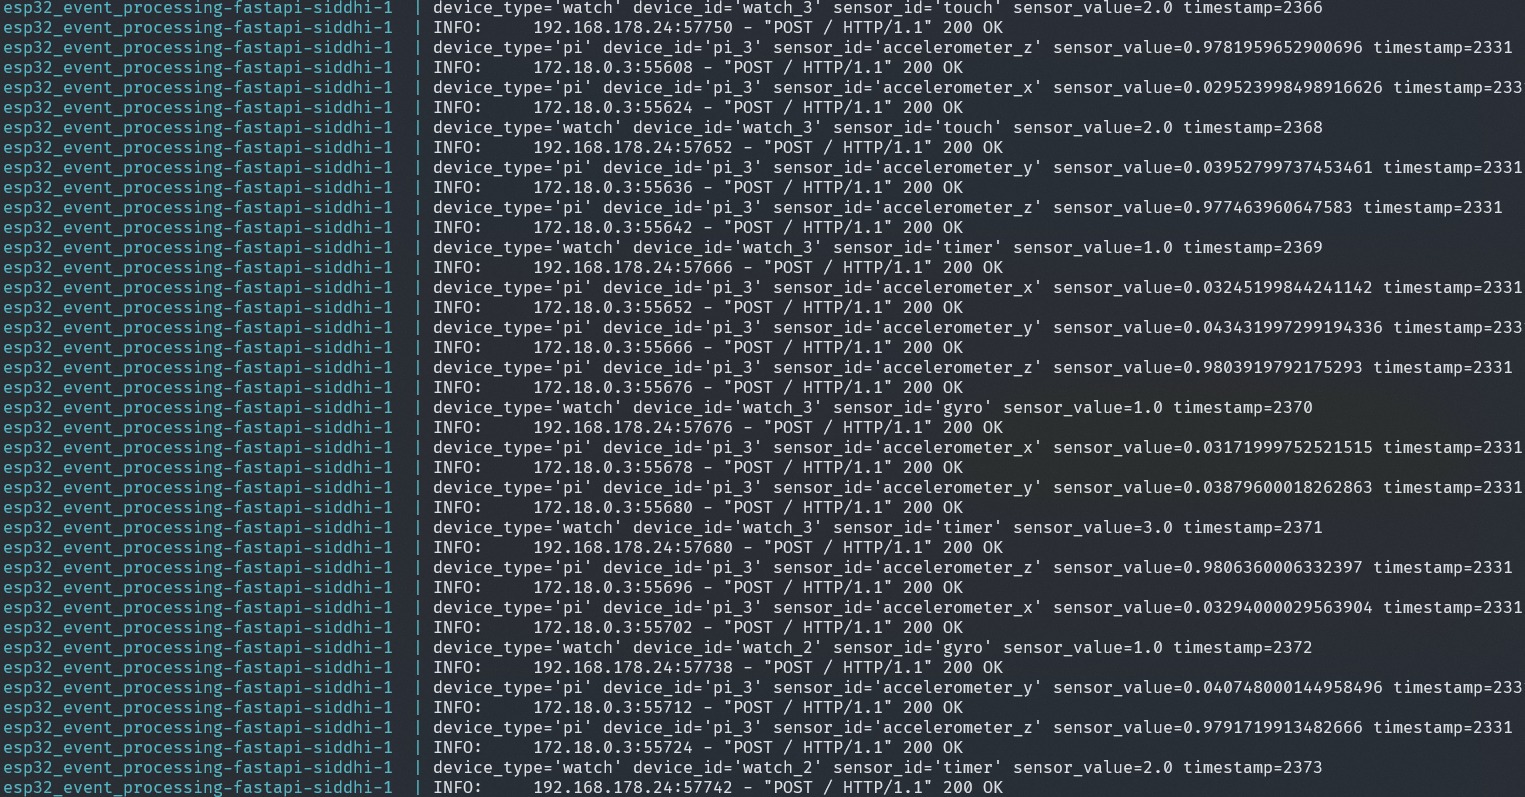 esp32_event_processing-fastapi-siddhi-1  | device_type='watch' device_id='watch_3' sensor_id='touch' sensor_value=2.0 timestamp=2366
esp32_event_processing-fastapi-siddhi-1  | INFO:     192.168.178.24:57750 - "POST / HTTP/1.1" 200 OK
esp32_event_processing-fastapi-siddhi-1  | device_type='pi' device_id='pi_3' sensor_id='accelerometer_z' sensor_value=0.9781959652900696 timestamp=2331
esp32_event_processing-fastapi-siddhi-1  | INFO:     172.18.0.3:55608 - "POST / HTTP/1.1" 200 OK
esp32_event_processing-fastapi-siddhi-1  | device_type='pi' device_id='pi_3' sensor_id='accelerometer_x' sensor_value=0.029523998498916626 timestamp=233
esp32_event_processing-fastapi-siddhi-1  | INFO:     172.18.0.3:55624 - "POST / HTTP/1.1" 200 OK
esp32_event_processing-fastapi-siddhi-1  | device_type='watch' device_id='watch_3' sensor_id='touch' sensor_value=2.0 timestamp=2368
esp32_event_processing-fastapi-siddhi-1  | INFO:     192.168.178.24:57652 - "POST / HTTP/1.1" 200 OK
esp32_event_processing-fastapi-siddhi-1  | device_type='pi' device_id='pi_3' sensor_id='accelerometer_y' sensor_value=0.03952799737453461 timestamp=2331
esp32_event_processing-fastapi-siddhi-1  | INFO:     172.18.0.3:55636 - "POST / HTTP/1.1" 200 OK
esp32_event_processing-fastapi-siddhi-1  | device_type='pi' device_id='pi_3' sensor_id='accelerometer_z' sensor_value=0.977463960647583 timestamp=2331
esp32_event_processing-fastapi-siddhi-1  | INFO:     172.18.0.3:55642 - "POST / HTTP/1.1" 200 OK
esp32_event_processing-fastapi-siddhi-1  | device_type='watch' device_id='watch_3' sensor_id='timer' sensor_value=1.0 timestamp=2369
esp32_event_processing-fastapi-siddhi-1  | INFO:     192.168.178.24:57666 - "POST / HTTP/1.1" 200 OK
esp32_event_processing-fastapi-siddhi-1  | device_type='pi' device_id='pi_3' sensor_id='accelerometer_x' sensor_value=0.03245199844241142 timestamp=2331
esp32_event_processing-fastapi-siddhi-1  | INFO:     172.18.0.3:55652 - "POST / HTTP/1.1" 200 OK
esp32_event_processing-fastapi-siddhi-1  | device_type='pi' device_id='pi_3' sensor_id='accelerometer_y' sensor_value=0.043431997299194336 timestamp=233
esp32_event_processing-fastapi-siddhi-1  | INFO:     172.18.0.3:55666 - "POST / HTTP/1.1" 200 OK
esp32_event_processing-fastapi-siddhi-1  | device_type='pi' device_id='pi_3' sensor_id='accelerometer_z' sensor_value=0.9803919792175293 timestamp=2331
esp32_event_processing-fastapi-siddhi-1  | INFO:     172.18.0.3:55676 - "POST / HTTP/1.1" 200 OK
esp32_event_processing-fastapi-siddhi-1  | device_type='watch' device_id='watch_3' sensor_id='gyro' sensor_value=1.0 timestamp=2370
esp32_event_processing-fastapi-siddhi-1  | INFO:     192.168.178.24:57676 - "POST / HTTP/1.1" 200 OK
esp32_event_processing-fastapi-siddhi-1  | device_type='pi' device_id='pi_3' sensor_id='accelerometer_x' sensor_value=0.03171999752521515 timestamp=2331
esp32_event_processing-fastapi-siddhi-1  | INFO:     172.18.0.3:55678 - "POST / HTTP/1.1" 200 OK
esp32_event_processing-fastapi-siddhi-1  | device_type='pi' device_id='pi_3' sensor_id='accelerometer_y' sensor_value=0.03879600018262863 timestamp=2331
esp32_event_processing-fastapi-siddhi-1  | INFO:     172.18.0.3:55680 - "POST / HTTP/1.1" 200 OK
esp32_event_processing-fastapi-siddhi-1  | device_type='watch' device_id='watch_3' sensor_id='timer' sensor_value=3.0 timestamp=2371
esp32_event_processing-fastapi-siddhi-1  | INFO:     192.168.178.24:57680 - "POST / HTTP/1.1" 200 OK
esp32_event_processing-fastapi-siddhi-1  | device_type='pi' device_id='pi_3' sensor_id='accelerometer_z' sensor_value=0.9806360006332397 timestamp=2331
esp32_event_processing-fastapi-siddhi-1  | INFO:     172.18.0.3:55696 - "POST / HTTP/1.1" 200 OK
esp32_event_processing-fastapi-siddhi-1  | device_type='pi' device_id='pi_3' sensor_id='accelerometer_x' sensor_value=0.03294000029563904 timestamp=2331
esp32_event_processing-fastapi-siddhi-1  | INFO:     172.18.0.3:55702 - "POST / HTTP/1.1" 200 OK
esp32_event_processing-fastapi-siddhi-1  | device_type='watch' device_id='watch_2' sensor_id='gyro' sensor_value=1.0 timestamp=2372
esp32_event_processing-fastapi-siddhi-1  | INFO:     192.168.178.24:57738 - "POST / HTTP/1.1" 200 OK
esp32_event_processing-fastapi-siddhi-1  | device_type='pi' device_id='pi_3' sensor_id='accelerometer_y' sensor_value=0.040748000144958496 timestamp=233
esp32_event_processing-fastapi-siddhi-1  | INFO:     172.18.0.3:55712 - "POST / HTTP/1.1" 200 OK
esp32_event_processing-fastapi-siddhi-1  | device_type='pi' device_id='pi_3' sensor_id='accelerometer_z' sensor_value=0.9791719913482666 timestamp=2331
esp32_event_processing-fastapi-siddhi-1  | INFO:     172.18.0.3:55724 - "POST / HTTP/1.1" 200 OK
esp32_event_processing-fastapi-siddhi-1  | device_type='watch' device_id='watch_2' sensor_id='timer' sensor_value=2.0 timestamp=2373
esp32_event_processing-fastapi-siddhi-1  | INFO:     192.168.178.24:57742 - "POST / HTTP/1.1" 200 OK